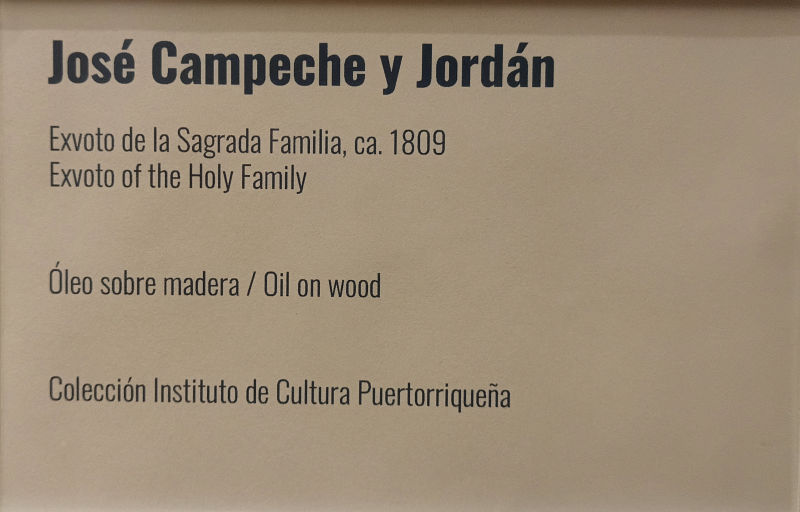 José Campeche y Jordán
Exvoto de la Sagrada Familia, ca. 1809
Exvoto of the Holy Family
Óleo sobre madera / Oil on wood
Colección Instituto de Cultura Puertorriqueña